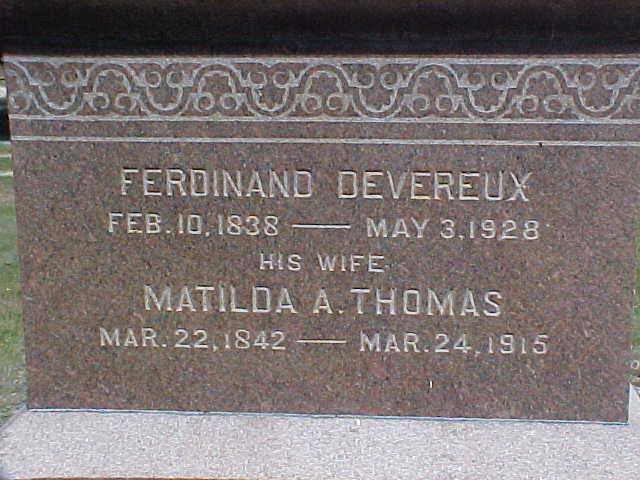 FERDINAND DEVEREUX
FEB. 10, 1838 — MAY 3, 1928
HIS WIFE
MATILDA A. THOMAS
MAR. 22, 1842 — MAR. 24, 1915